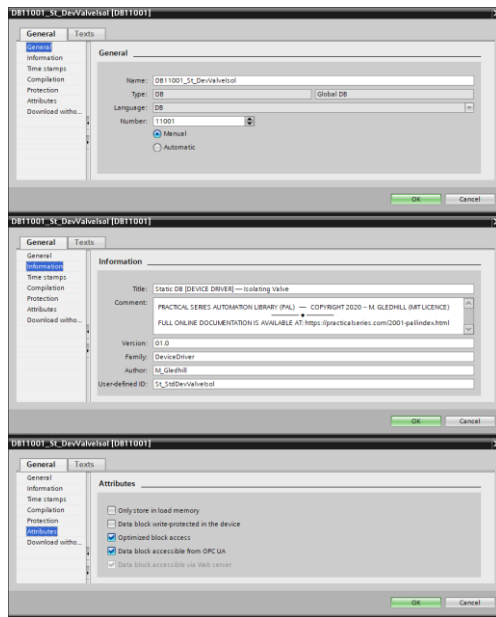 DB11001_St_DevValveIsol [DB11001]
General Texts
General
Information
Time stamps
Compilation
Protection
Attributes
Download witho...
General
Name: DB11001_St_DevValveIsol
Type: DB Global DB
Language: DB
Number: 11001
Manual
Automatic
OK Cancel
DB11001_St_DevValveIsol [DB11001]
General Texts
General
Information
Time stamps
Compilation
Protection
Attributes
Download witho...
Information
Title: Static DB [DEVICE DRIVER] — Isolating Valve
Comment: PRACTICAL SERIES AUTOMATION LIBRARY (PAL) — COPYRIGHT 2020 – M. GLEDHILL (MIT LICENCE)
FULL ONLINE DOCUMENTATION IS AVAILABLE AT: https://practicalseries.com/2001-pal/index.html
Version: 01.0
Family: DeviceDriver
Author: M_Gledhill
User-defined ID: St_StdDevValveIsol
OK Cancel
DB11001_St_DevValveIsol [DB11001]
General Texts
General
Information
Time stamps
Compilation
Protection
Attributes
Download witho...
Attributes
Only store in load memory
Data block write-protected in the device
Optimized block access
Data block accessible from OPC UA
Data block accessible via Web server
OK Cancel